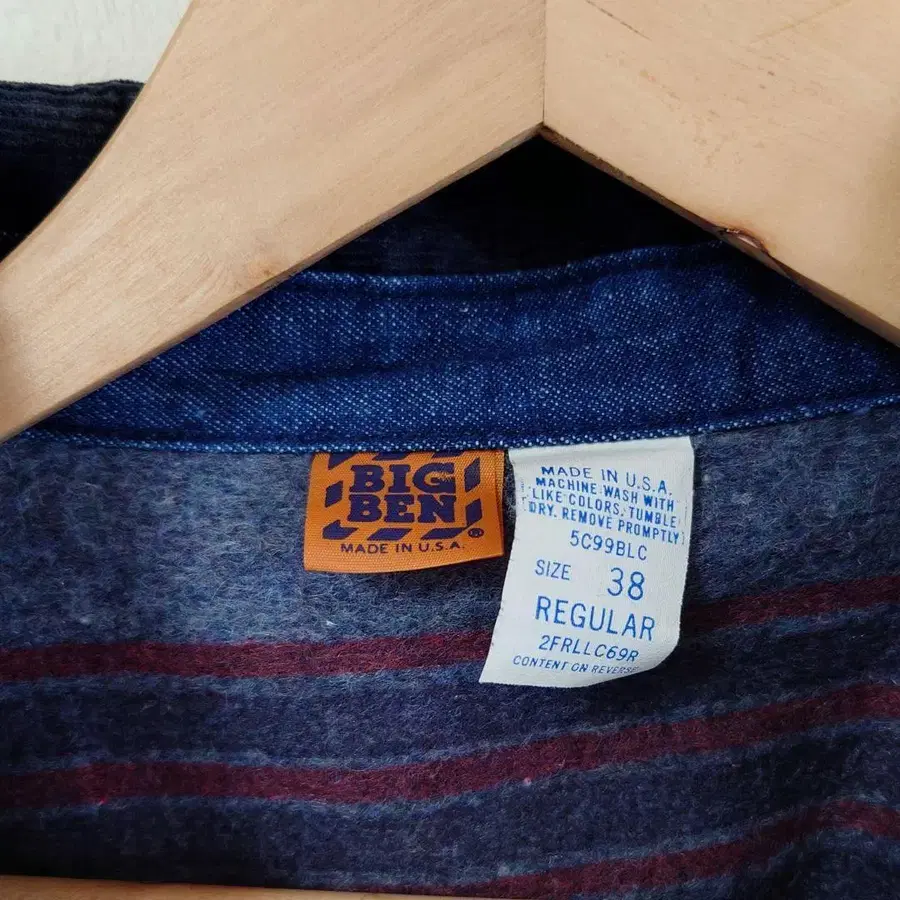 BIG
BEN
®
MADE IN U.S.A.
MADE IN U.S.A.
MACHINE WASH WITH
LIKE COLORS, TUMBLE
DRY. REMOVE PROMPTLY
5C99BLC
SIZE 38
REGULAR
2FRLLC69R
CONTENT ON REVERSE